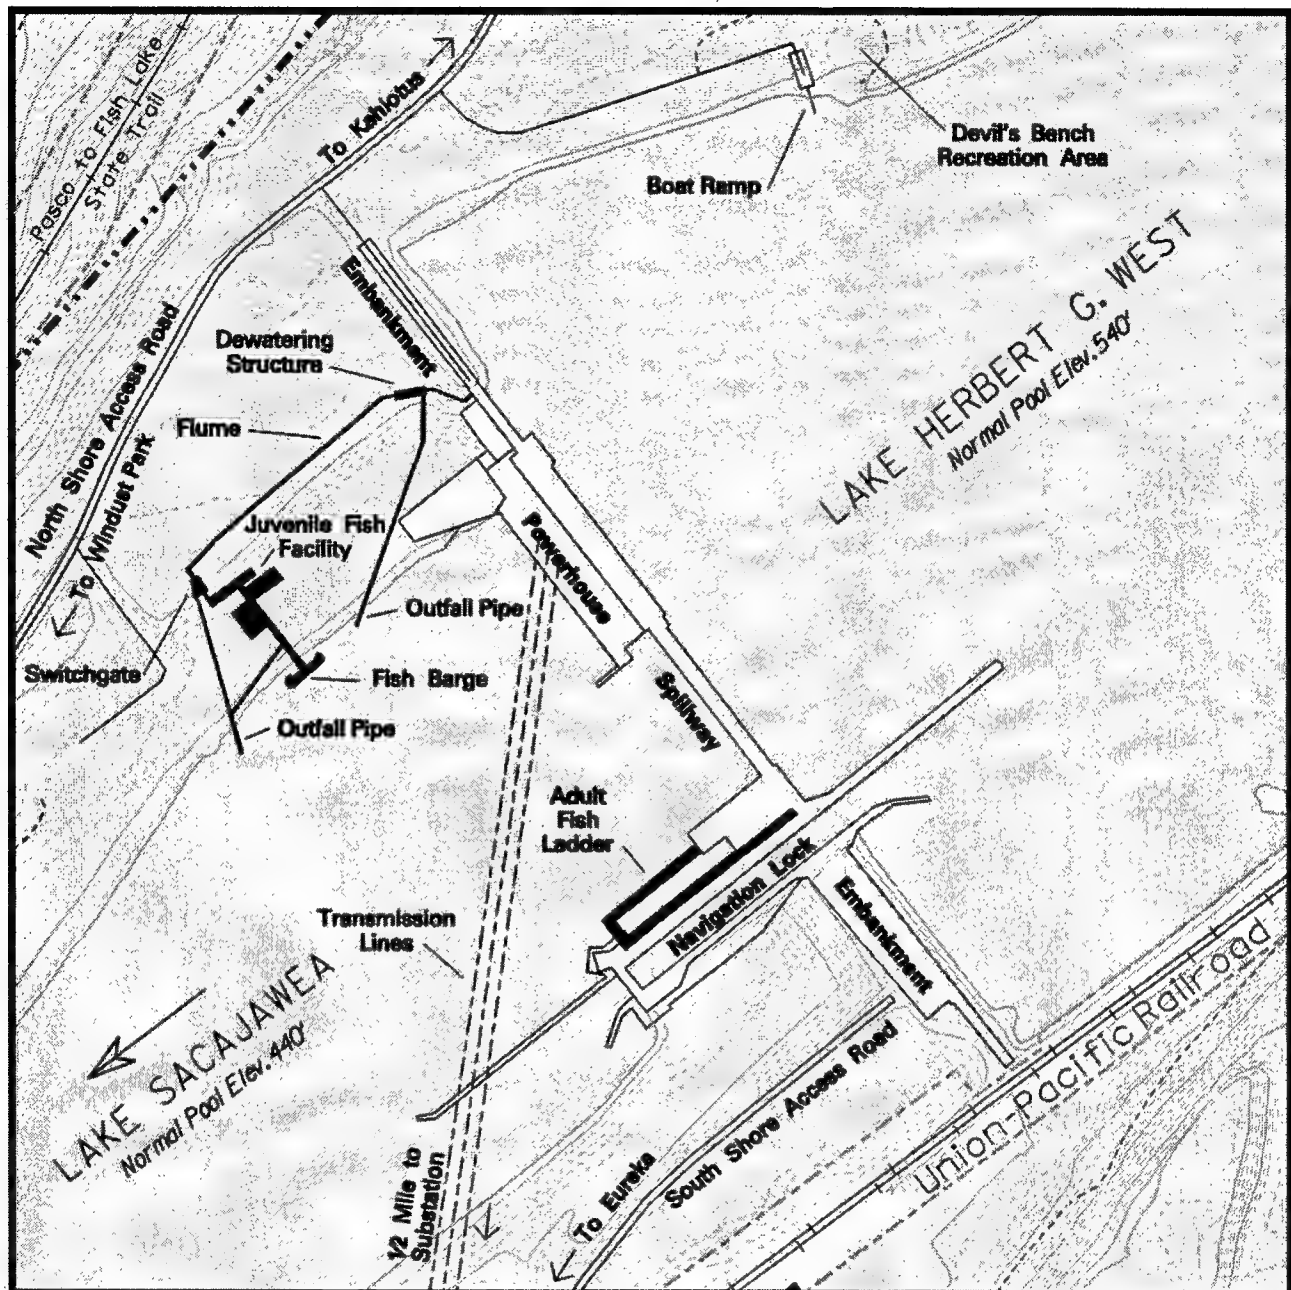 Pasco to Fish Lake
State Trail
To Kahlotus
Devil's Bench
Recreation Area
Boat Ramp
Embankment
LAKE HERBERT G. WEST
Normal Pool Elev. 540'
Dewatering
Structure
North Shore Access Road
Flume
To Windust Park
Juvenile Fish
Facility
Powerhouse
Outfall Pipe
Switchgate
Fish Barge
Spillway
Outfall Pipe
Adult
Fish
Ladder
Navigation Lock
Embankment
Transmission
Lines
LAKE SACAJAWEA
Normal Pool Elev. 440'
Union Pacific Railroad
South Shore Access Road
1/2 Mile to
Substation
To Eureka